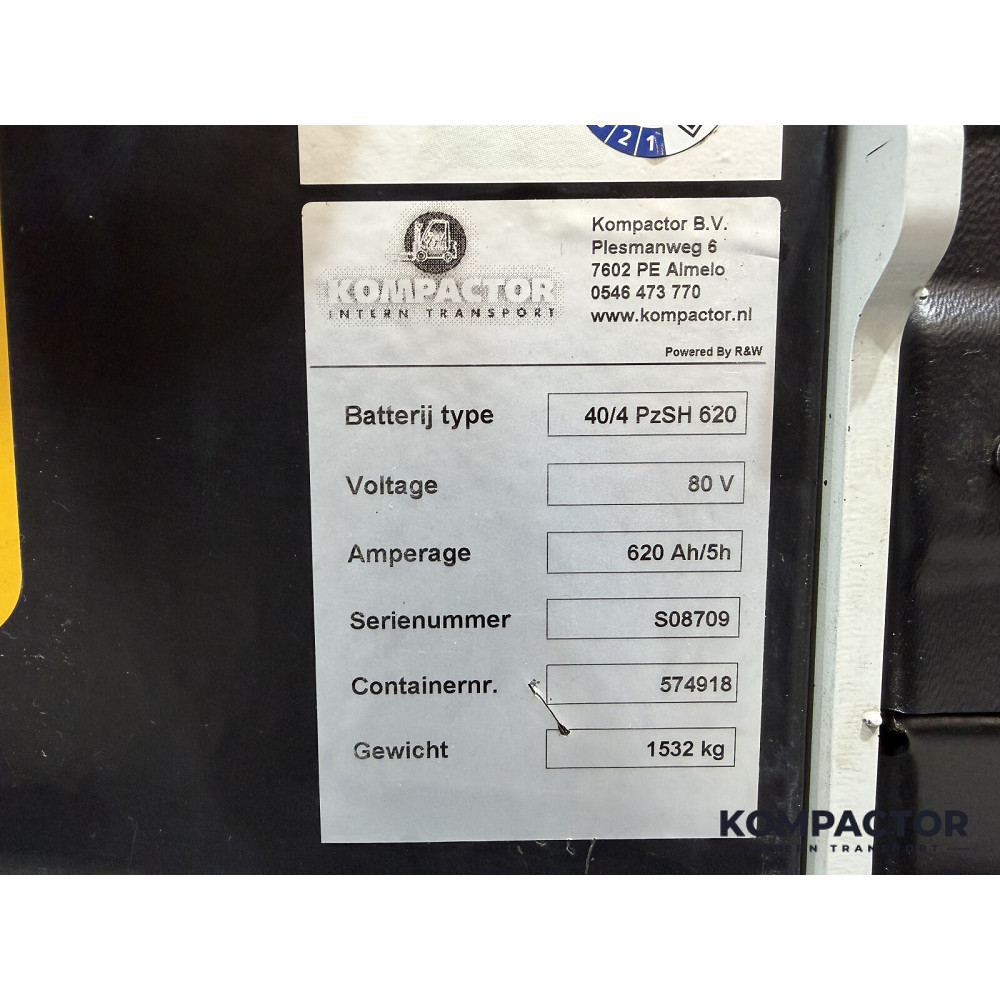 2 1
KOMPACTOR
INTERN TRANSPORT
Kompactor B.V.
Plesmanweg 6
7602 PE Almelo
0546 473 770
www.kompactor.nl
Powered By R&W
Batterij type 40/4 PzSH 620
Voltage 80 V
Amperage 620 Ah/5h
Serienummer S08709
Containernr. 574918
Gewicht 1532 kg
KOMPACTOR
INTERN TRANSPORT